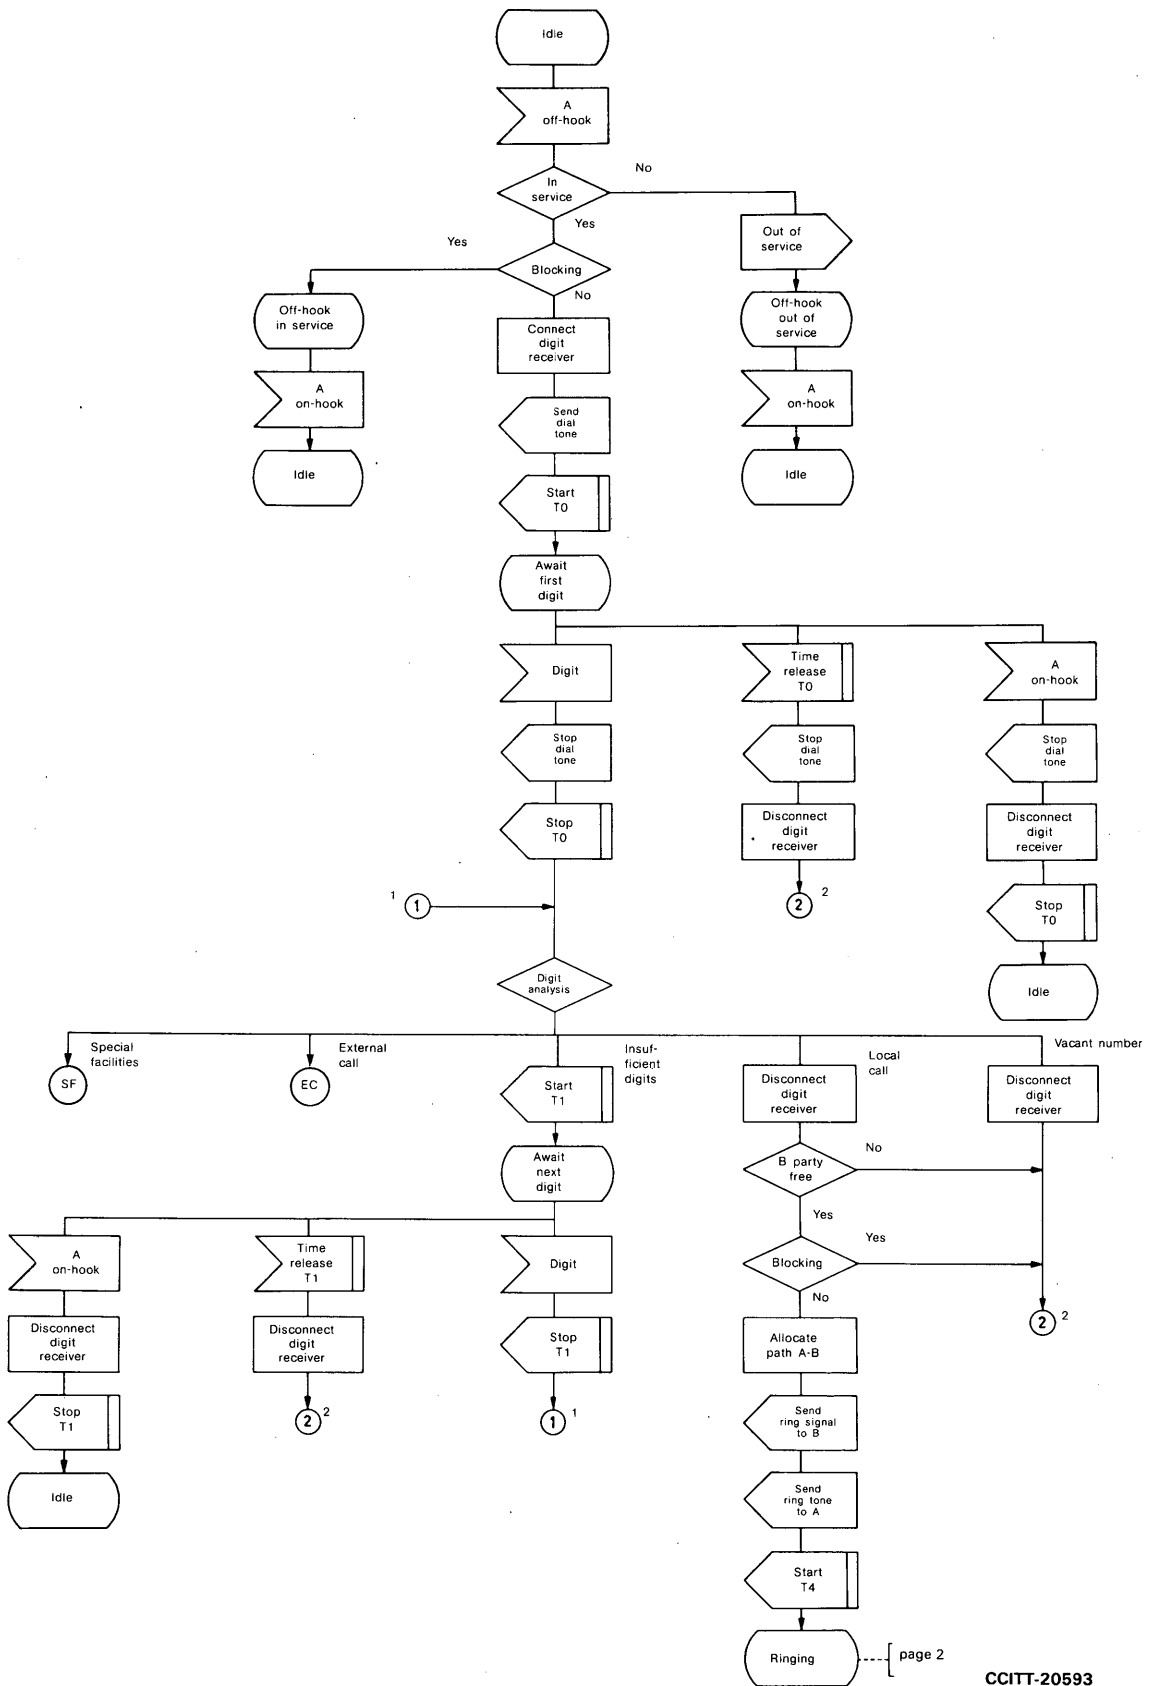 Idle
A
off-hook
In
service
No
Yes
Out of
service
Yes
Blocking
No
Off-hook
in service
Off-hook
out of
service
Connect
digit
receiver
A
on-hook
A
on-hook
Send
dial
tone
Idle
Idle
Start
T0
Await
first
digit
Digit
Time
release
T0
A
on-hook
Stop
dial
tone
Stop
dial
tone
Stop
dial
tone
Stop
T0
Disconnect
digit
receiver
Disconnect
digit
receiver
1
1
2
2
Stop
T0
Digit
analysis
Idle
Special
facilities
SF
External
call
EC
Insuf-
ficient
digits
Start
T1
Local
call
Disconnect
digit
receiver
Vacant number
Disconnect
digit
receiver
Await
next
digit
B party
free
No
Yes
A
on-hook
Time
release
T1
Digit
Blocking
Yes
No
Disconnect
digit
receiver
Disconnect
digit
receiver
Stop
T1
Allocate
path A-B
2
2
Stop
T1
2
2
1
1
Send
ring signal
to B
Idle
Send
ring tone
to A
Start
T4
Ringing
page 2
CCITT-20593